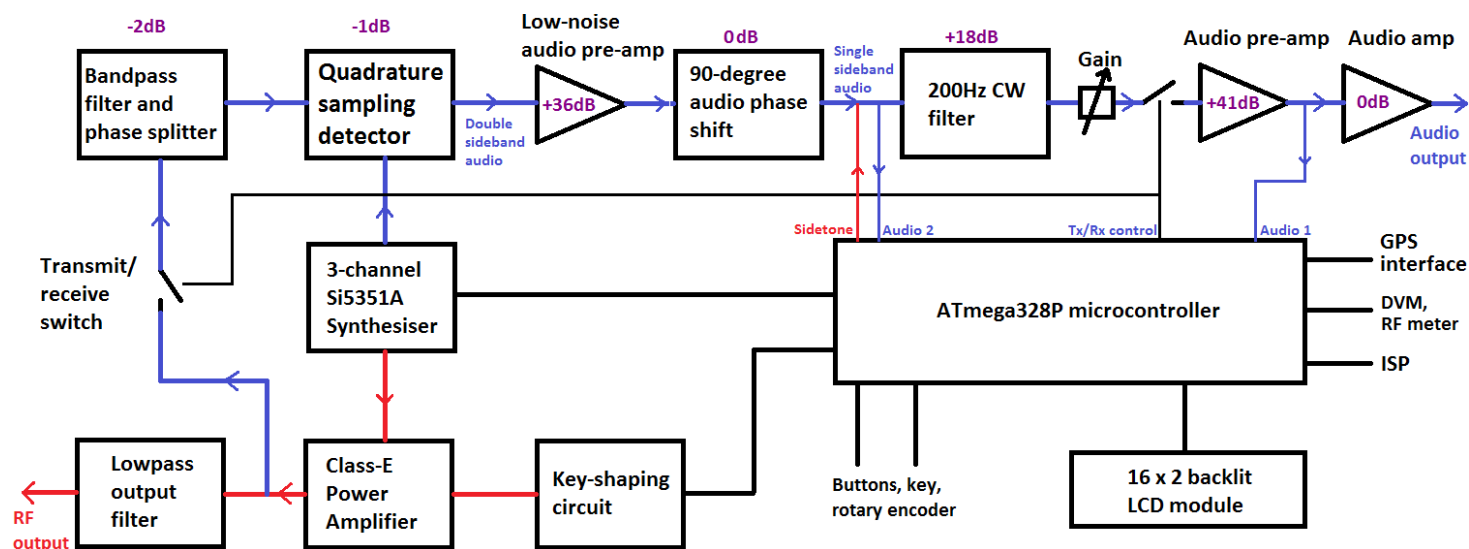 -2dB
Bandpass
filter and
phase splitter
-1dB
Quadrature
sampling
detector
Double
sideband
audio
Low-noise
audio pre-amp
+36dB
0dB
90-degree
audio phase
shift
Single
sideband
audio
+18dB
200Hz CW
filter
Gain
Audio pre-amp
+41dB
Audio amp
0dB
Audio
output
Sidetone
Audio 2
Tx/Rx control
Audio 1
Transmit/
receive
switch
3-channel
Si5351A
Synthesiser
ATmega328P microcontroller
GPS
interface
DVM,
RF meter
ISP
Lowpass
output
filter
Class-E
Power
Amplifier
Key-shaping
circuit
Buttons, key,
rotary encoder
16 x 2 backlit
LCD module
RF
output